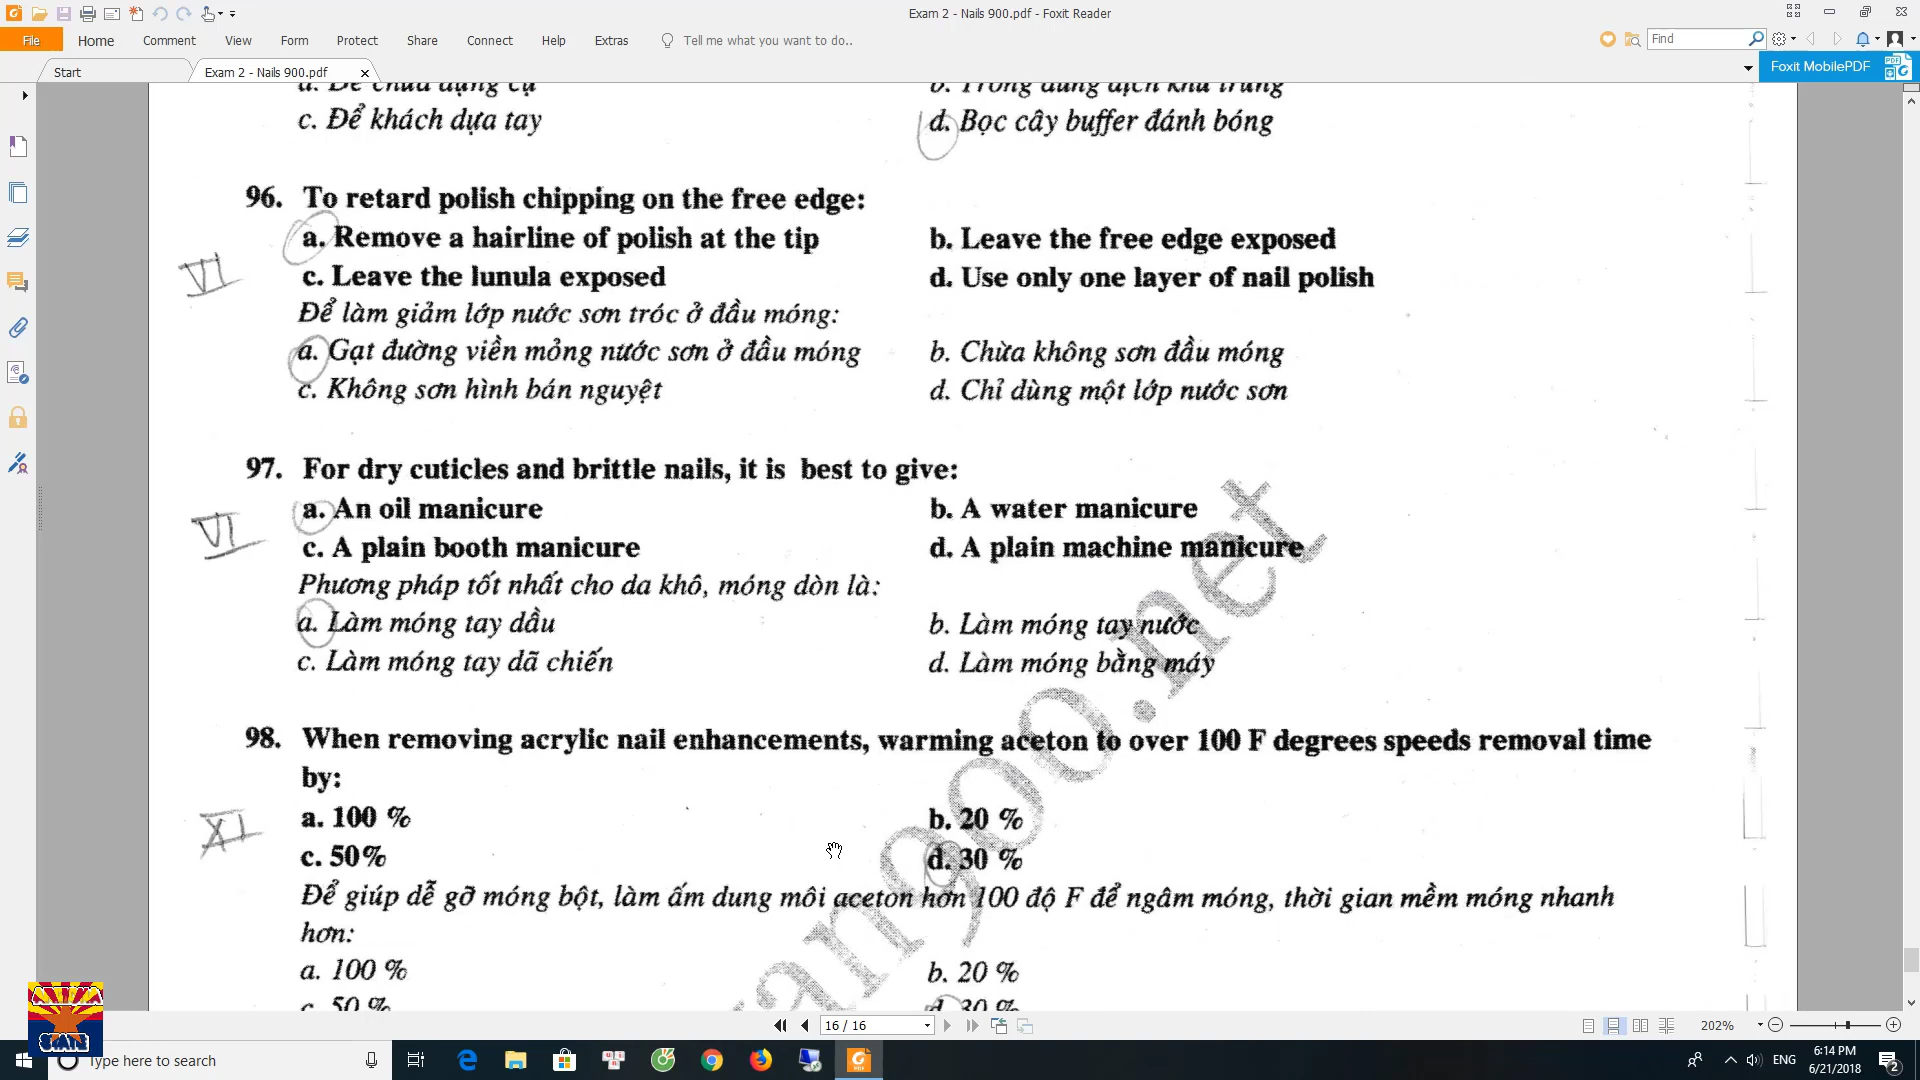 Exam 2 - Nails 900.pdf - Foxit Reader
File Home Comment View Form Protect Share Connect Help Extras Tell me what you want to do.. Find
Start Exam 2 - Nails 900.pdf Foxit MobilePDF
c. Để khách dựa tay d. Bọc cây buffer đánh bóng
96. To retard polish chipping on the free edge:
a. Remove a hairline of polish at the tip b. Leave the free edge exposed
VI
c. Leave the lunula exposed d. Use only one layer of nail polish
Để làm giảm lớp nước sơn tróc ở đầu móng:
a. Gạt đường viền mỏng nước sơn ở đầu móng b. Chừa không sơn đầu móng
c. Không sơn hình bán nguyệt d. Chỉ dùng một lớp nước sơn
97. For dry cuticles and brittle nails, it is best to give:
a. An oil manicure b. A water manicure
VI
c. A plain booth manicure d. A plain machine manicure
Phương pháp tốt nhất cho da khô, móng dòn là:
a. Làm móng tay dầu b. Làm móng tay nước
c. Làm móng tay dã chiến d. Làm móng bằng máy
98. When removing acrylic nail enhancements, warming aceton to over 100 F degrees speeds removal time
by:
a. 100 % b. 20 %
XI
c. 50% d. 30 %
Để giúp dễ gỡ móng bột, làm ấm dung môi aceton hơn 100 độ F để ngâm móng, thời gian mềm móng nhanh
hơn:
a. 100 % b. 20 %
c. 50 % d. 30 %
ang900.net
16 / 16 202%
ARIZONA
STATE
Type here to search ENG 6:14 PM
6/21/2018
2